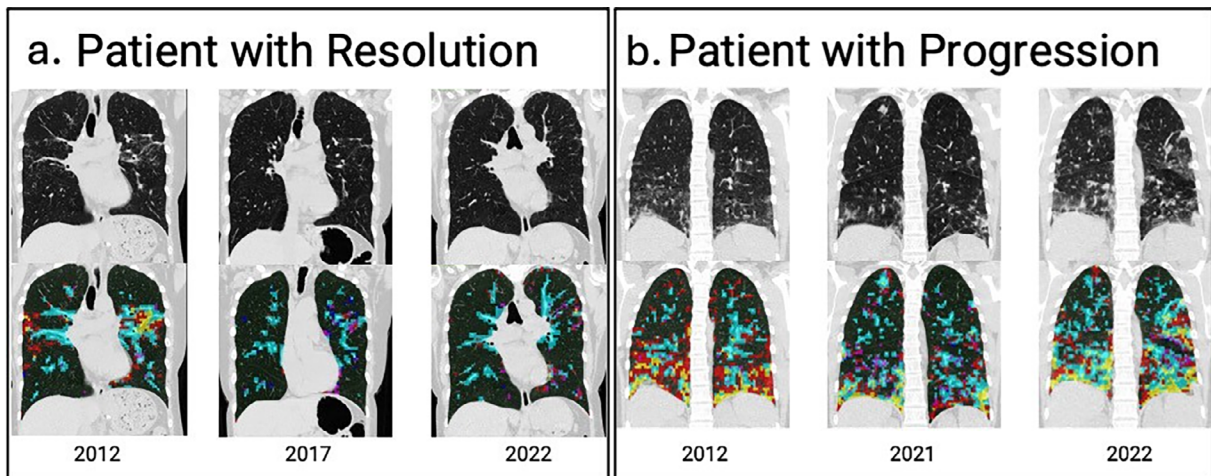 a. Patient with Resolution
2012 2017 2022
b. Patient with Progression
2012 2021 2022